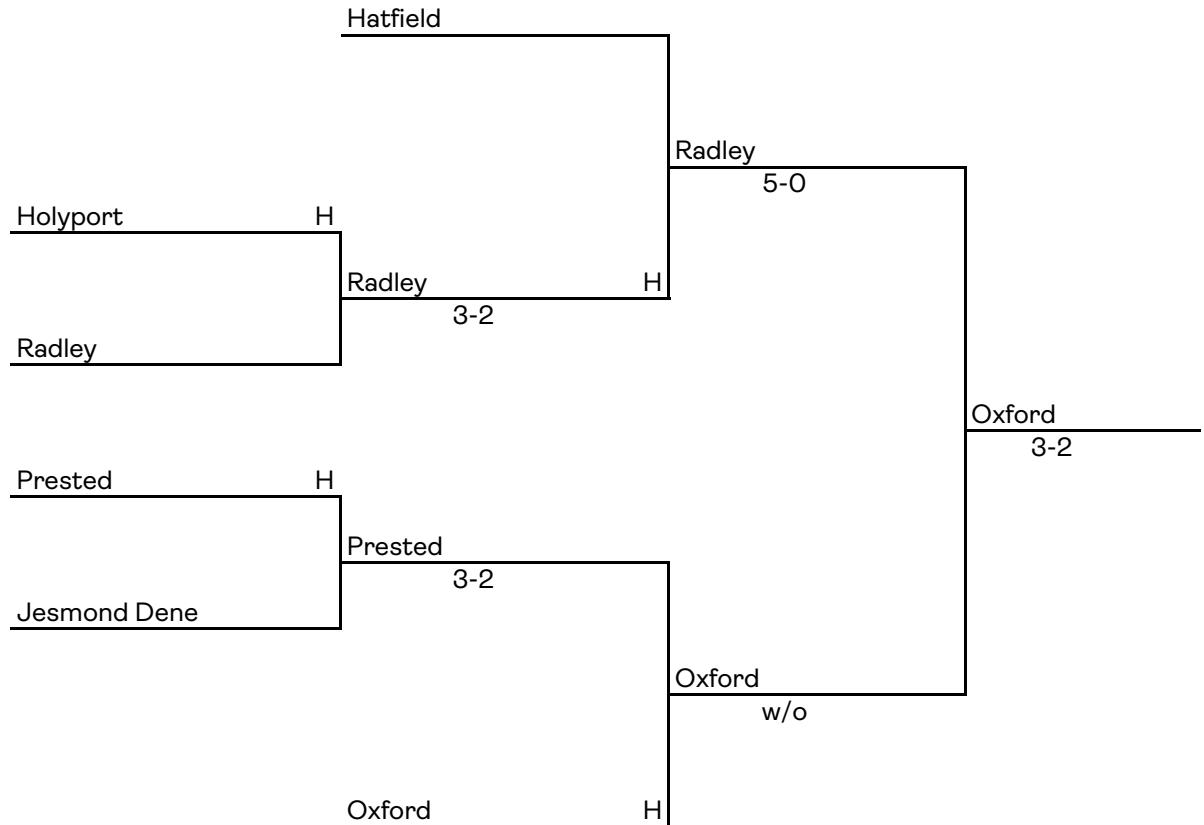 Hatfield
Radley
5-0
Holyport H
Radley H
3-2
Radley
Oxford
3-2
Prested H
Prested
3-2
Jesmond Dene
Oxford
w/o
Oxford H